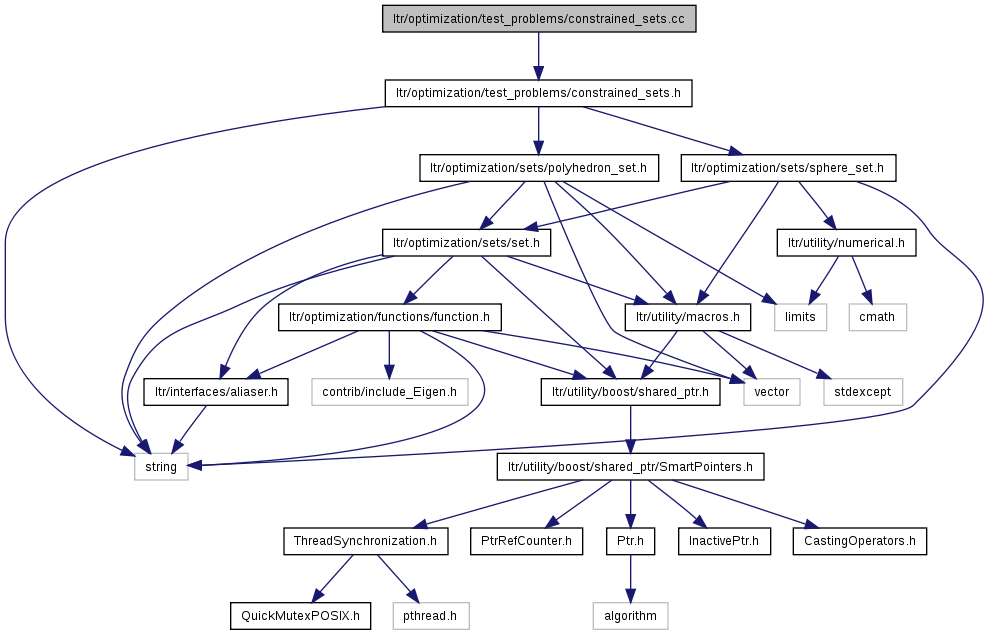 ltr/optimization/test_problems/constrained_sets.cc
ltr/optimization/test_problems/constrained_sets.h
ltr/optimization/sets/polyhedron_set.h
ltr/optimization/sets/sphere_set.h
ltr/optimization/sets/set.h
ltr/utility/numerical.h
ltr/optimization/functions/function.h
ltr/utility/macros.h
limits
cmath
ltr/interfaces/aliaser.h
contrib/include_Eigen.h
ltr/utility/boost/shared_ptr.h
vector
stdexcept
string
ltr/utility/boost/shared_ptr/SmartPointers.h
ThreadSynchronization.h
PtrRefCounter.h
Ptr.h
InactivePtr.h
CastingOperators.h
QuickMutexPOSIX.h
pthread.h
algorithm